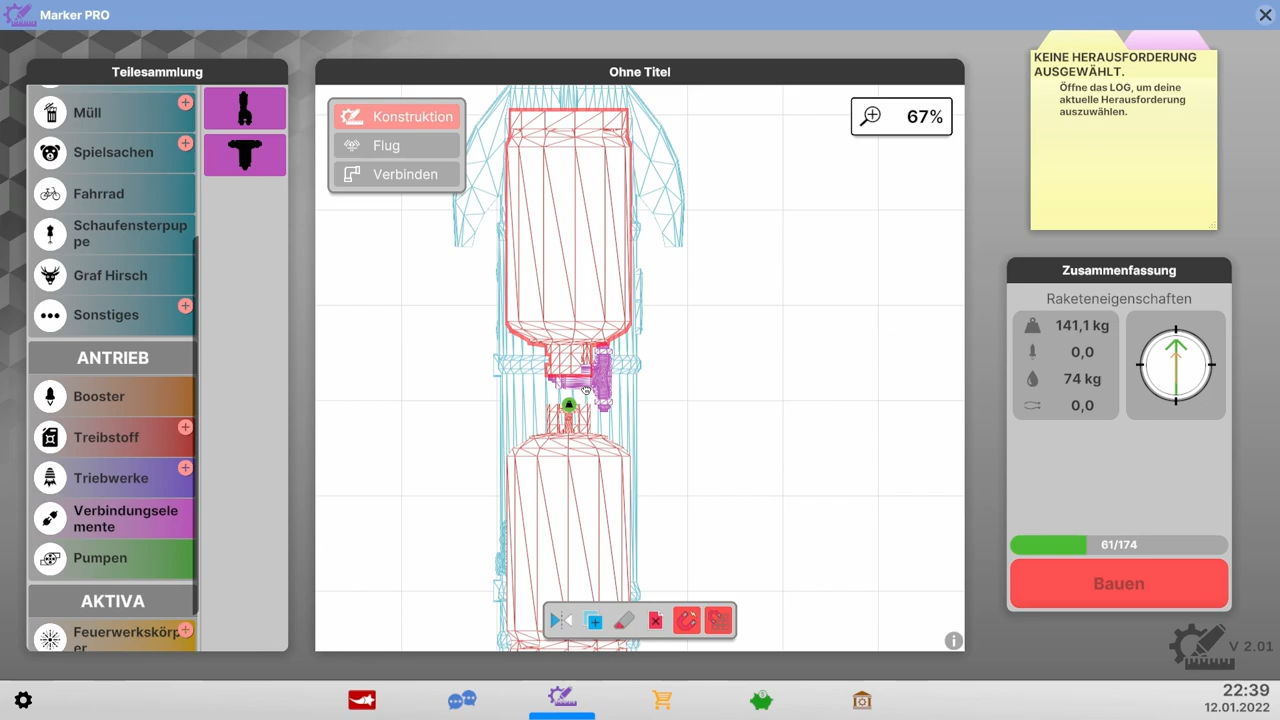 Marker PRO
Teilesammlung
Müll
Spielsachen
Fahrrad
Schaufensterpup
pe
Graf Hirsch
Sonstiges
ANTRIEB
Booster
Treibstoff
Triebwerke
Verbindungsele
mente
Pumpen
AKTIVA
Feuerwerkskörp
er
Ohne Titel
Konstruktion
Flug
Verbinden
67%
KEINE HERAUSFORDERUNG
AUSGEWÄHLT.
Öffne das LOG, um deine
aktuelle Herausforderung
auszuwählen.
Zusammenfassung
Raketeneigenschaften
141,1 kg
0,0
74 kg
0,0
61/174
Bauen
V 2.01
22:39
12.01.2022